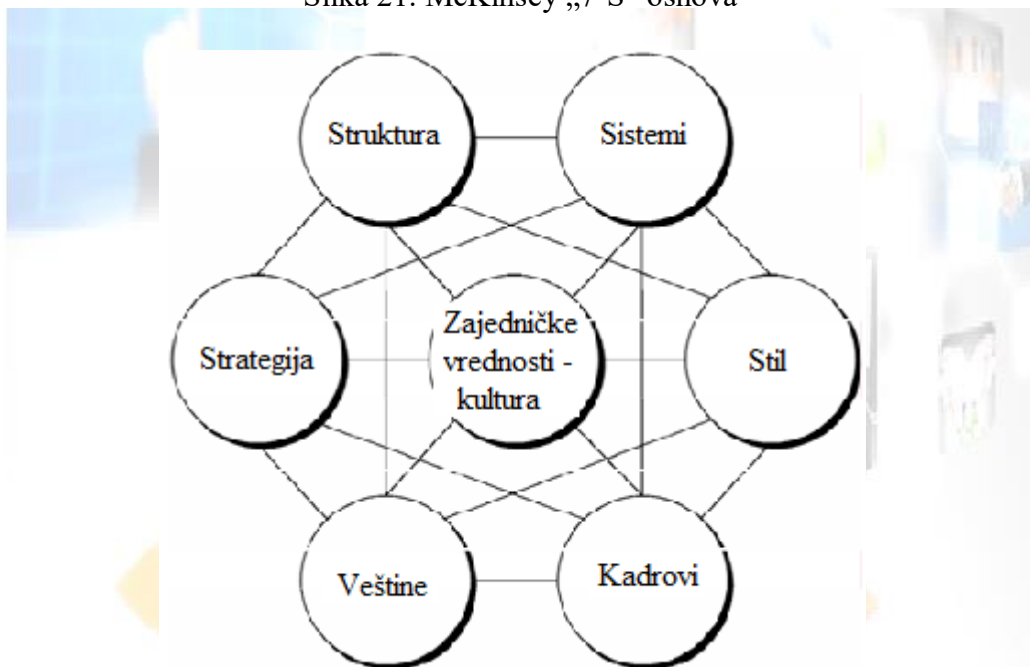 Slika 21: McKinsey „7 S“ osnova
Struktura
Sistemi
Strategija
Zajedničke
vrednosti -
kultura
Stil
Veštine
Kadrovi